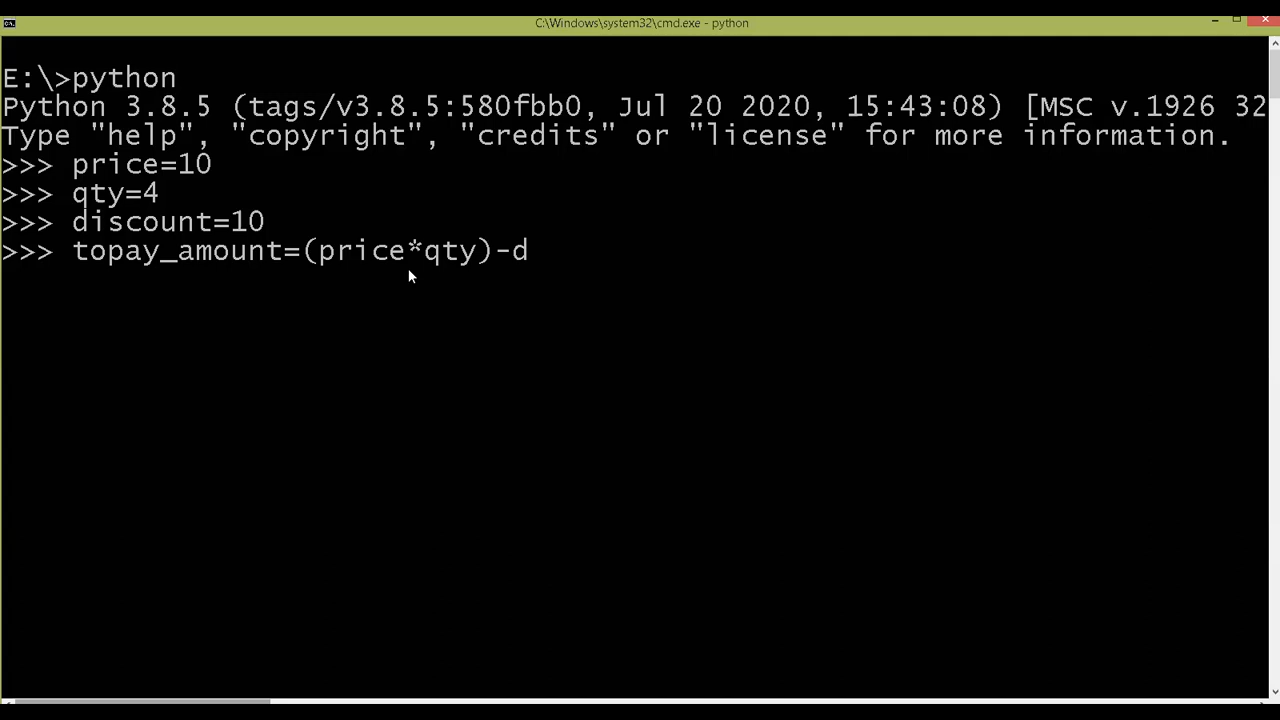 C:\Windows\system32\cmd.exe - python
E:\>python
Python 3.8.5 (tags/v3.8.5:580fbb0, Jul 20 2020, 15:43:08) [MSC v.1926 32
Type "help", "copyright", "credits" or "license" for more information.
>>> price=10
>>> qty=4
>>> discount=10
>>> topay_amount=(price*qty)-d